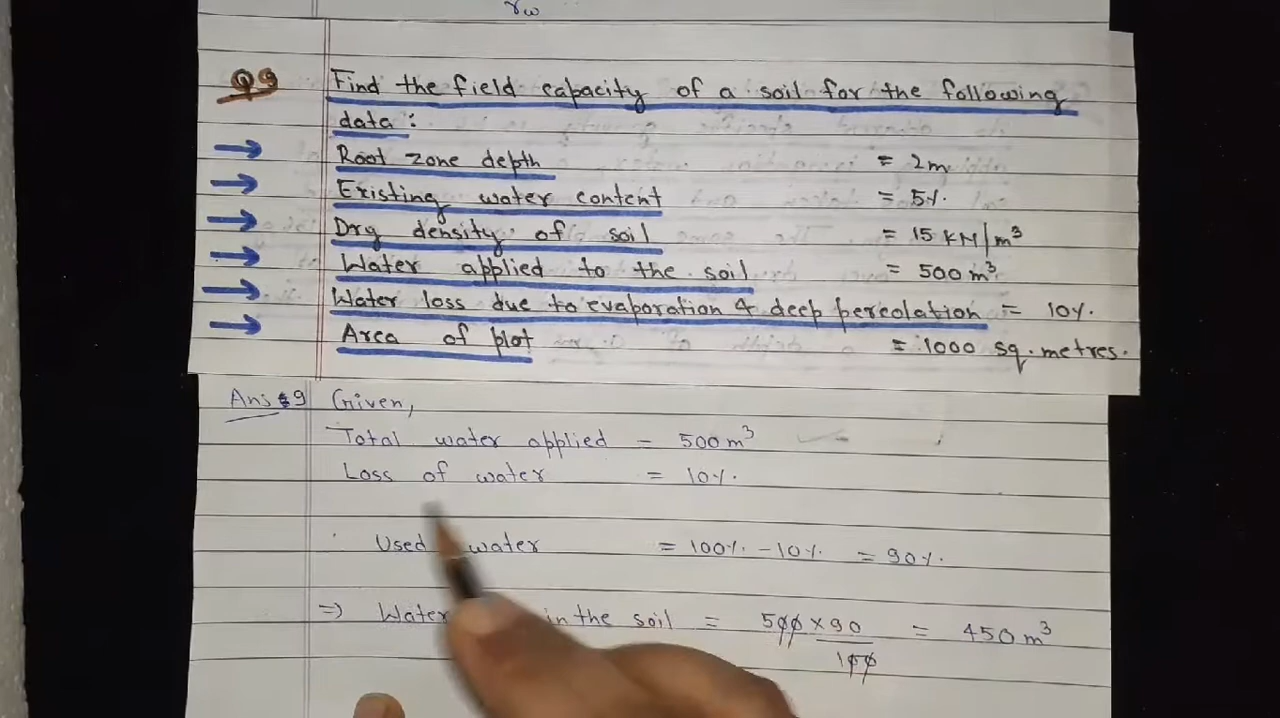 γω
Q9 Find the field capacity of a soil for the following
data:
→ Root zone depth = 2m
→ Existing water content = 5%.
→ Dry density of soil = 15 KN/m³
→ Water applied to the soil = 500 m³
→ Water loss due to evaporation & deep percolation = 10%.
→ Area of plot = 1000 sq.metres.
Ans 9 Given,
Total water applied = 500 m³
Loss of water = 10%.
Used water = 100% - 10% = 90%.
⇒ Water in the soil = 500 × 90 / 100 = 450 m³